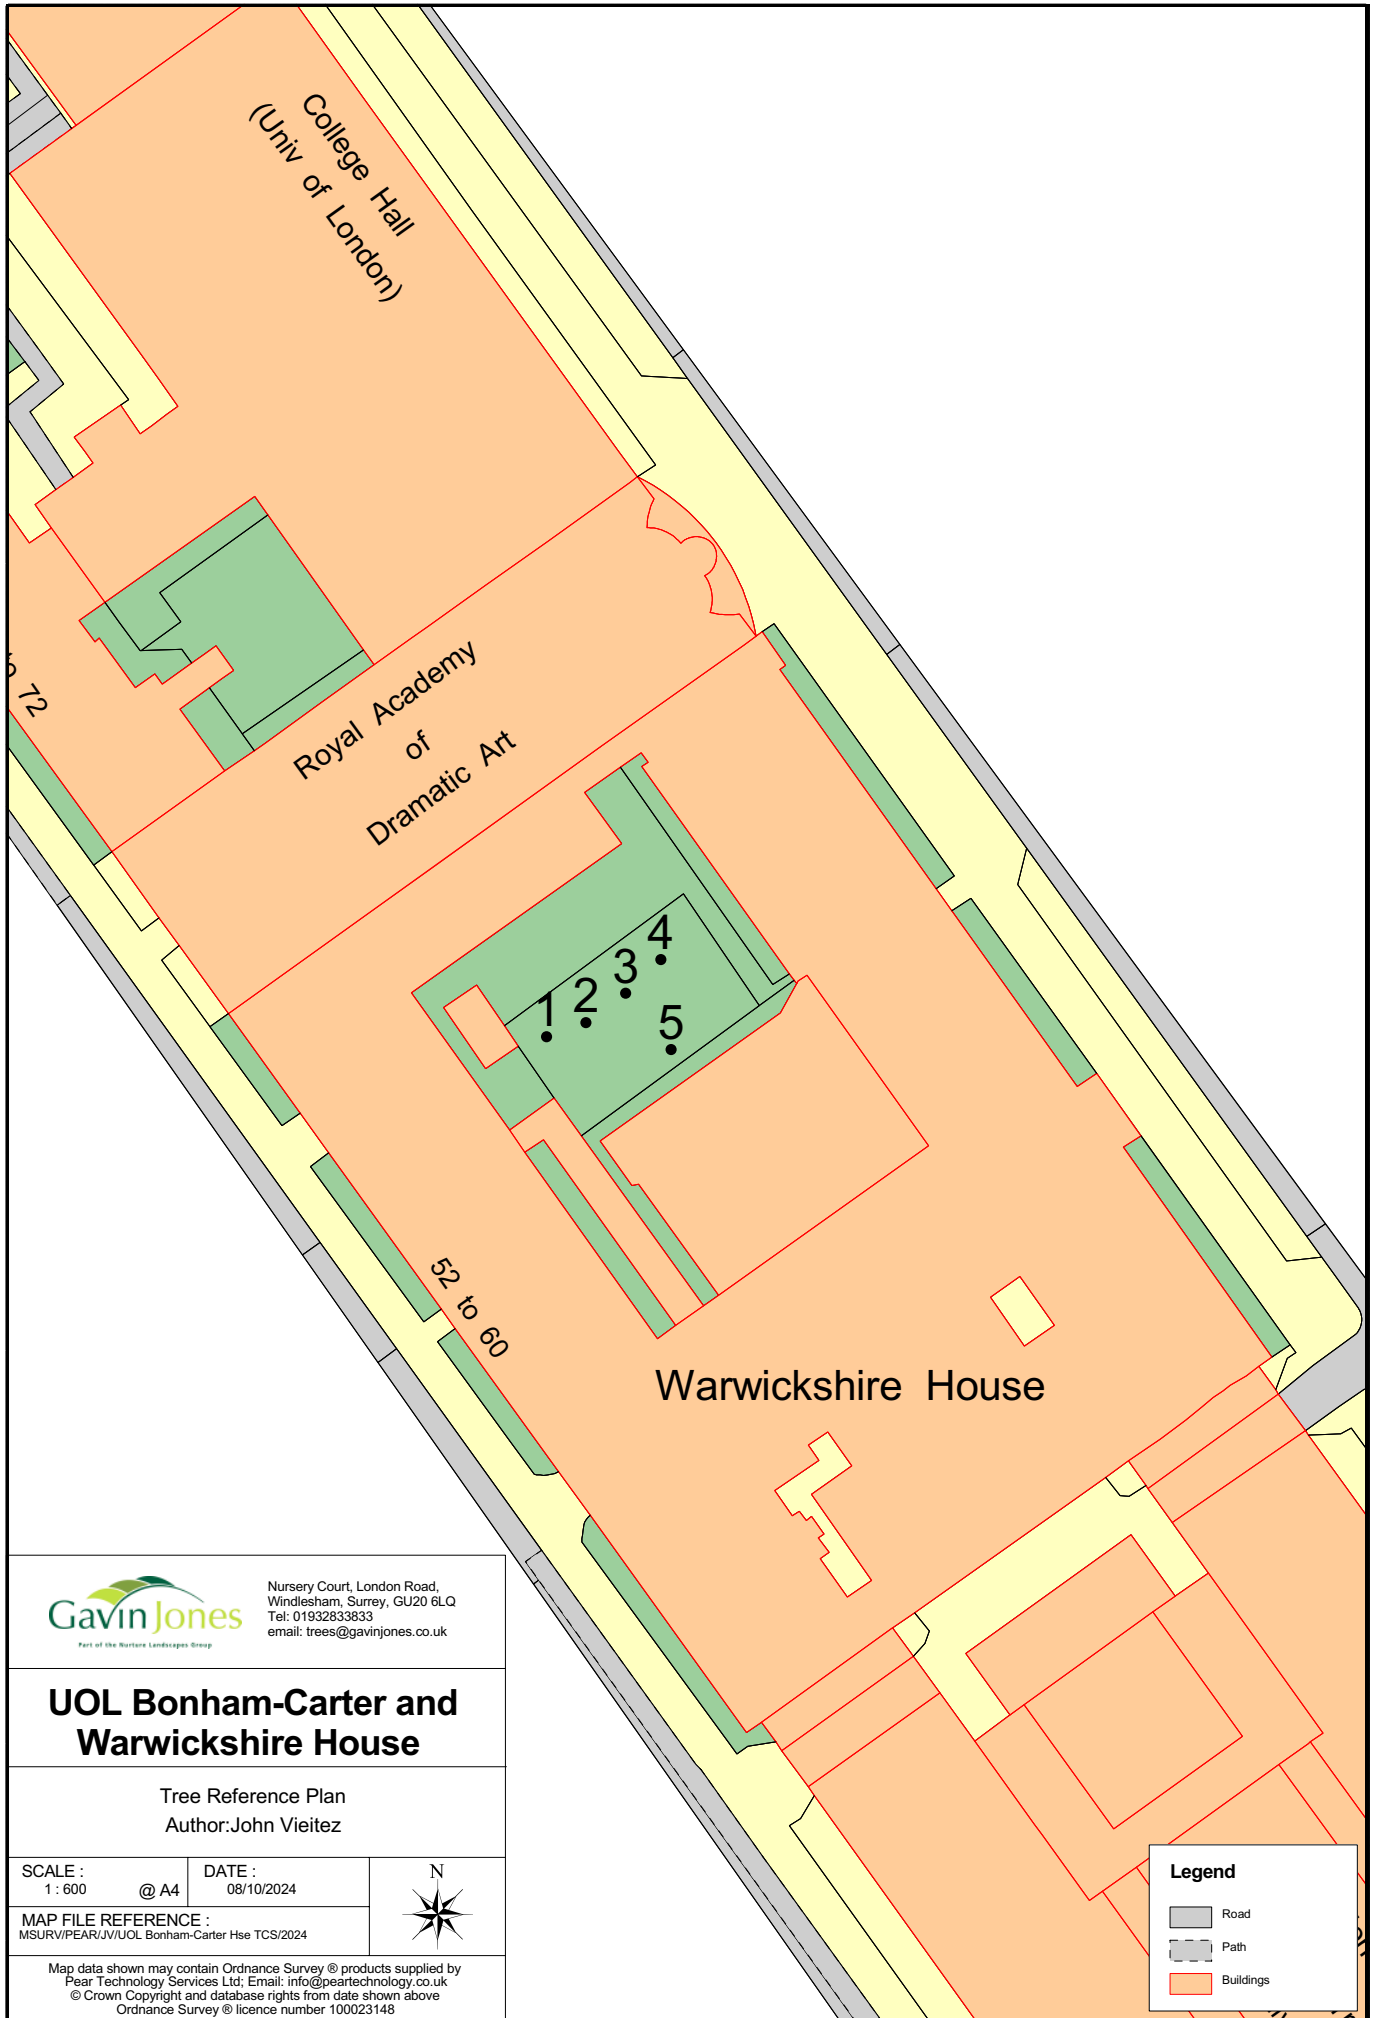 College Hall
(Univ of London)
72
Royal Academy
of
Dramatic Art
4
3
2
1
5
52 to 60
Warwickshire House
Gavin Jones
Part of the Nurture Landscapes Group
Nursery Court, London Road,
Windlesham, Surrey, GU20 6LQ
Tel: 01932833833
email: trees@gavinjones.co.uk
UOL Bonham-Carter and
Warwickshire House
Tree Reference Plan
Author:John Vieitez
SCALE :
1 : 600 @ A4
DATE :
08/10/2024
N
MAP FILE REFERENCE :
MSURV/PEAR/JV/UOL Bonham-Carter Hse TCS/2024
Map data shown may contain Ordnance Survey ® products supplied by
Pear Technology Services Ltd; Email: info@peartechnology.co.uk
© Crown Copyright and database rights from date shown above
Ordnance Survey ® licence number 100023148
Legend
Road
Path
Buildings